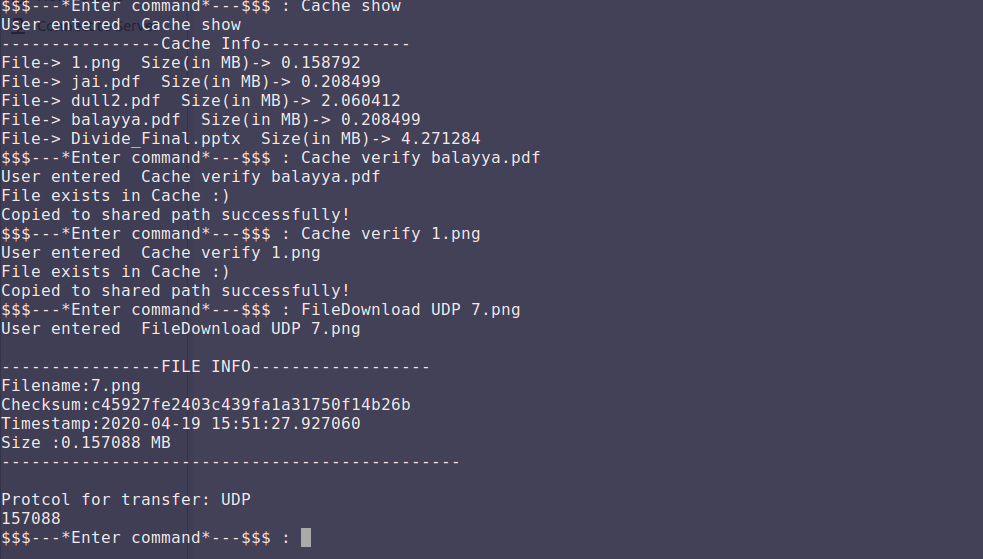 $$$---*Enter command*---$$$ : Cache show
User entered  Cache show
----------------Cache Info---------------
File-> 1.png  Size(in MB)-> 0.158792
File-> jai.pdf  Size(in MB)-> 0.208499
File-> dull2.pdf  Size(in MB)-> 2.060412
File-> balayya.pdf  Size(in MB)-> 0.208499
File-> Divide_Final.pptx  Size(in MB)-> 4.271284
$$$---*Enter command*---$$$ : Cache verify balayya.pdf
User entered  Cache verify balayya.pdf
File exists in Cache :)
Copied to shared path successfully!
$$$---*Enter command*---$$$ : Cache verify 1.png
User entered  Cache verify 1.png
File exists in Cache :)
Copied to shared path successfully!
$$$---*Enter command*---$$$ : FileDownload UDP 7.png
User entered  FileDownload UDP 7.png
----------------FILE INFO------------------
Filename:7.png
Checksum:c45927fe2403c439fa1a31750f14b26b
Timestamp:2020-04-19 15:51:27.927060
Size :0.157088 MB
----------------------------------------------
Protcol for transfer: UDP
157088
$$$---*Enter command*---$$$ :